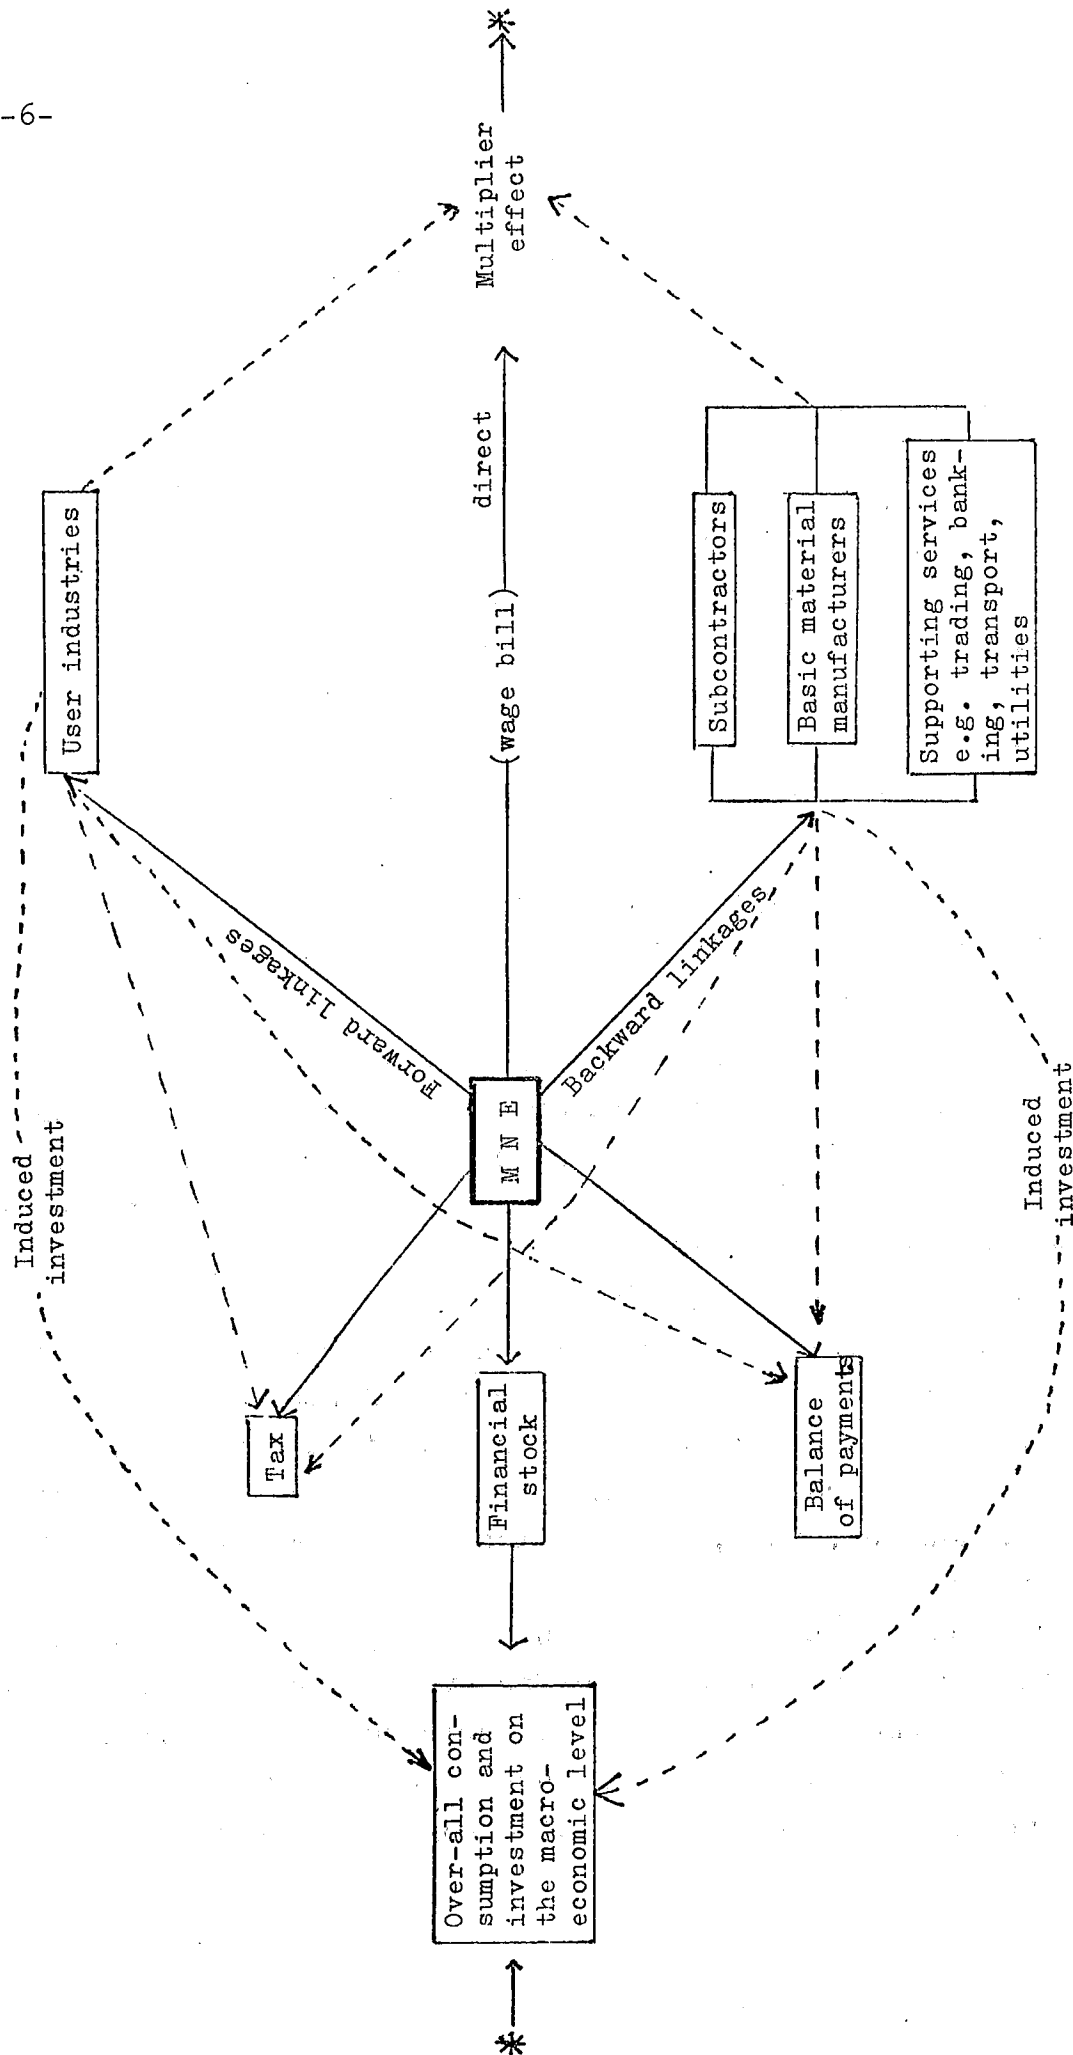 -6-
Induced
investment
User industries
Forward linkages
Tax
Over-all con-
sumption and
investment on
the macro-
economic level
Financial
stock
M N E
(wage bill)
direct
Multiplier
effect
*
*
Backward linkages
Balance
of payments
Subcontractors
Basic material
manufacturers
Supporting services
e.g. trading, bank-
ing, transport,
utilities
Induced
investment